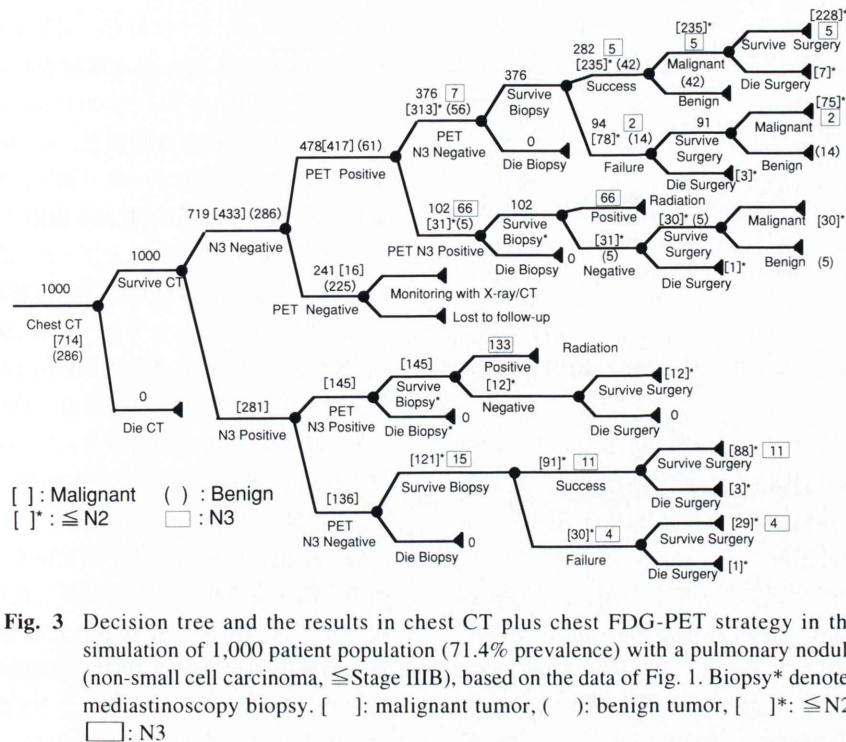 [228]*
[235]*
5
Survive Surgery
282 5
5
[235]* (42)
Malignant
[7]*
Success
(42)
Die Surgery
Benign
376 7
376
[313]* (56)
Survive
Biopsy
[75]*
94 2
91
Malignant
2
[78]* (14)
Survive
Surgery
PET
N3 Negative
0
Die Biopsy
Failure
Benign
(14)
[3]*
Die Surgery
478[417] (61)
PET Positive
Radiation
102 66
102
66
[31]*(5)
Survive
Biopsy*
Positive
[30]* (5)
Malignant
[30]*
PET N3 Positive
[31]*
(5)
Survive
Surgery
Die Biopsy
0
Negative
[1]*
Benign
(5)
Die Surgery
719 [433] (286)
N3 Negative
241 [16]
(225)
Monitoring with X-ray/CT
PET Negative
Lost to follow-up
1000
Survive CT
1000
Chest CT
[714]
(286)
133
Radiation
Positive
[145]
[145]
[12]*
[12]*
Survive
Biopsy*
Survive Surgery
0
Die CT
[281]
N3 Positive
PET
N3 Positive
Negative
Die Biopsy*
0
0
Die Surgery
[121]* 15
[91]* 11
[88]* 11
Survive Surgery
Survive Biopsy
Success
[136]
[3]*
Die Surgery
PET
N3 Negative
[29]* 4
[30]* 4
Survive Surgery
0
Die Biopsy
Failure
[1]*
Die Surgery
[ ] : Malignant ( ) : Benign
[ ]* : ≦ N2 : N3
Fig. 3 Decision tree and the results in chest CT plus chest FDG-PET strategy in th
simulation of 1,000 patient population (71.4% prevalence) with a pulmonary nodul
(non-small cell carcinoma, ≦Stage IIIB), based on the data of Fig. 1. Biopsy* denote
mediastinoscopy biopsy. [ ]: malignant tumor, ( ): benign tumor, [ ]*: ≦N2
: N3